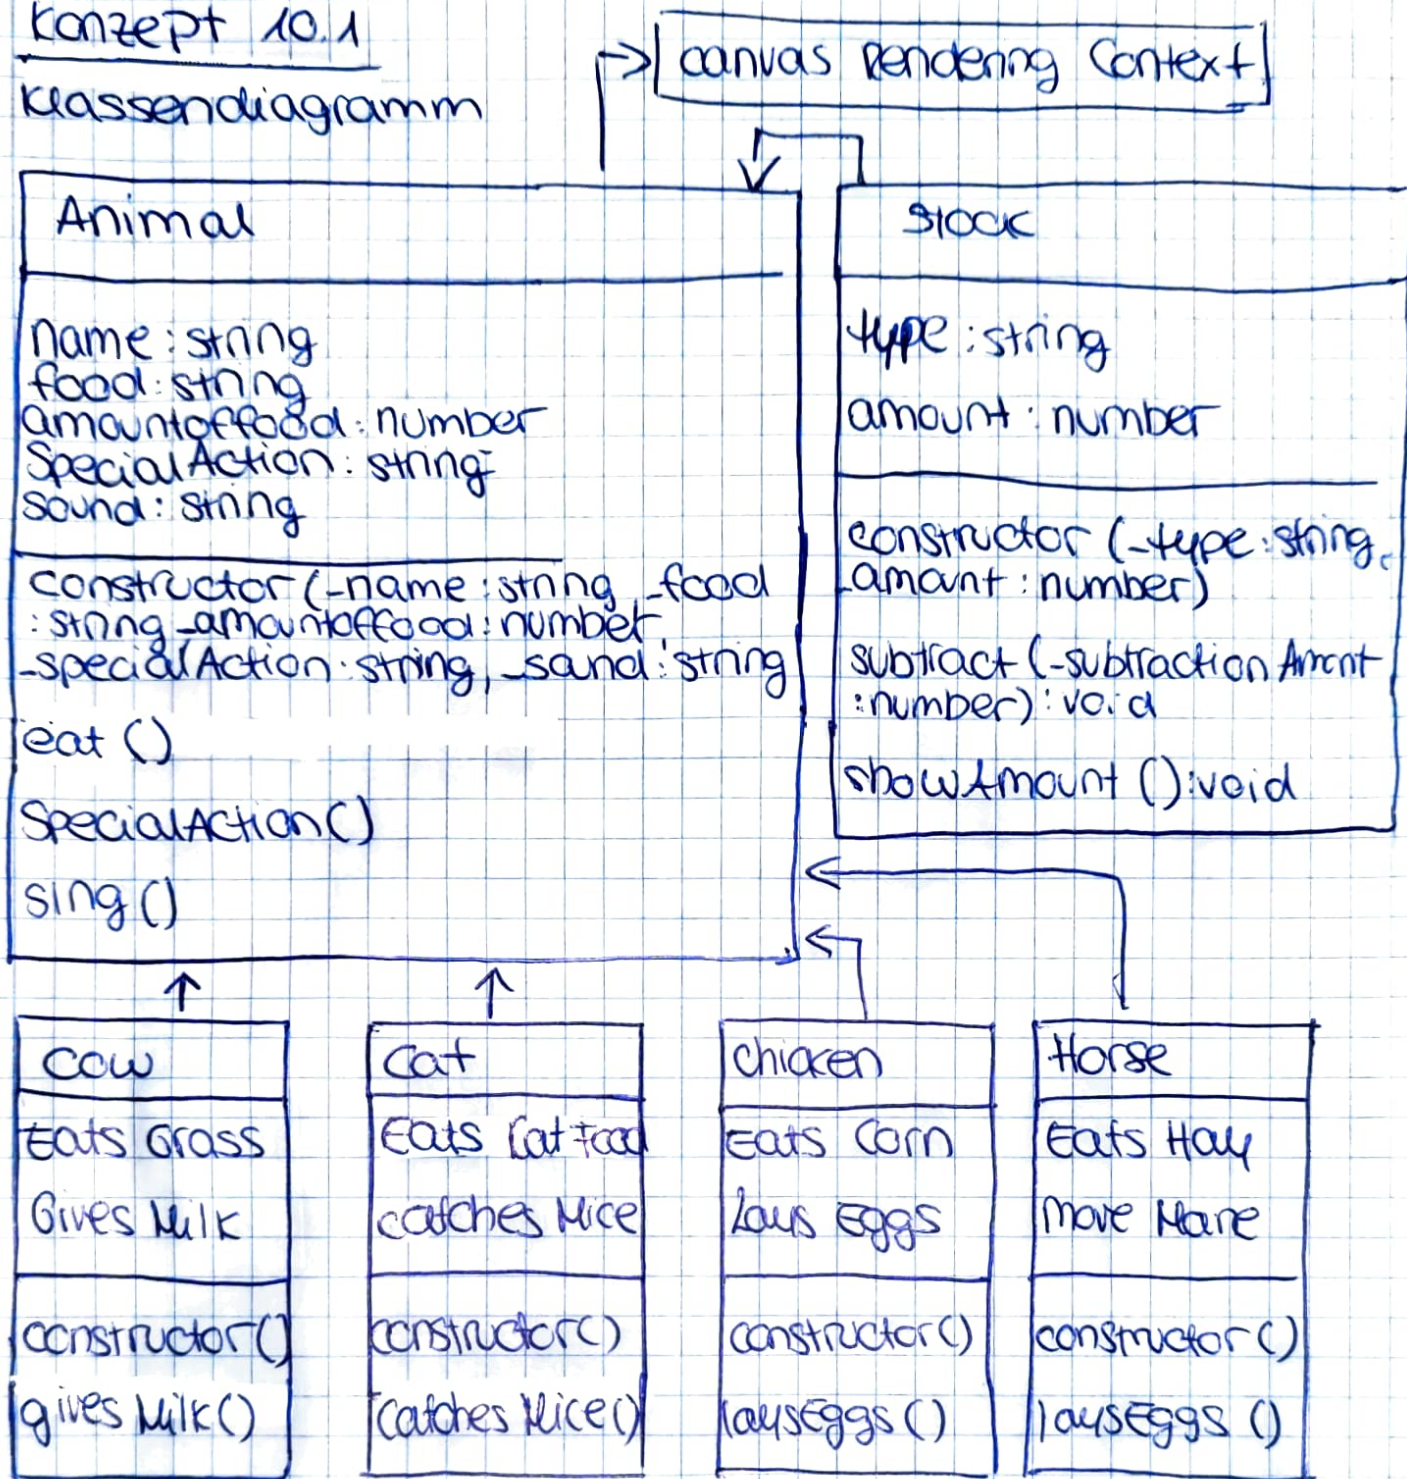 Konzept 10.1
Klassendiagramm
Canvas Rendering Context
Animal
name : string
food : string
amountoffood : number
SpecialAction : string
sound : string
constructor (_name : string, _food
: string _amountoffood : number,
_specialAction : string, _sound : string
eat ()
SpecialAction ()
sing ()
Stock
type : string
amount : number
constructor (_type : string,
_amount : number)
subtract (_subtraction Amount
: number) : void
showAmount () : void
Cow
Eats Grass
Gives Milk
constructor ()
gives Milk ()
Cat
Eats Cat Food
catches Mice
constructor ()
catches Mice ()
Chicken
Eats Corn
Lays Eggs
constructor ()
laysEggs ()
Horse
Eats Hay
move Mane
constructor ()
laysEggs ()